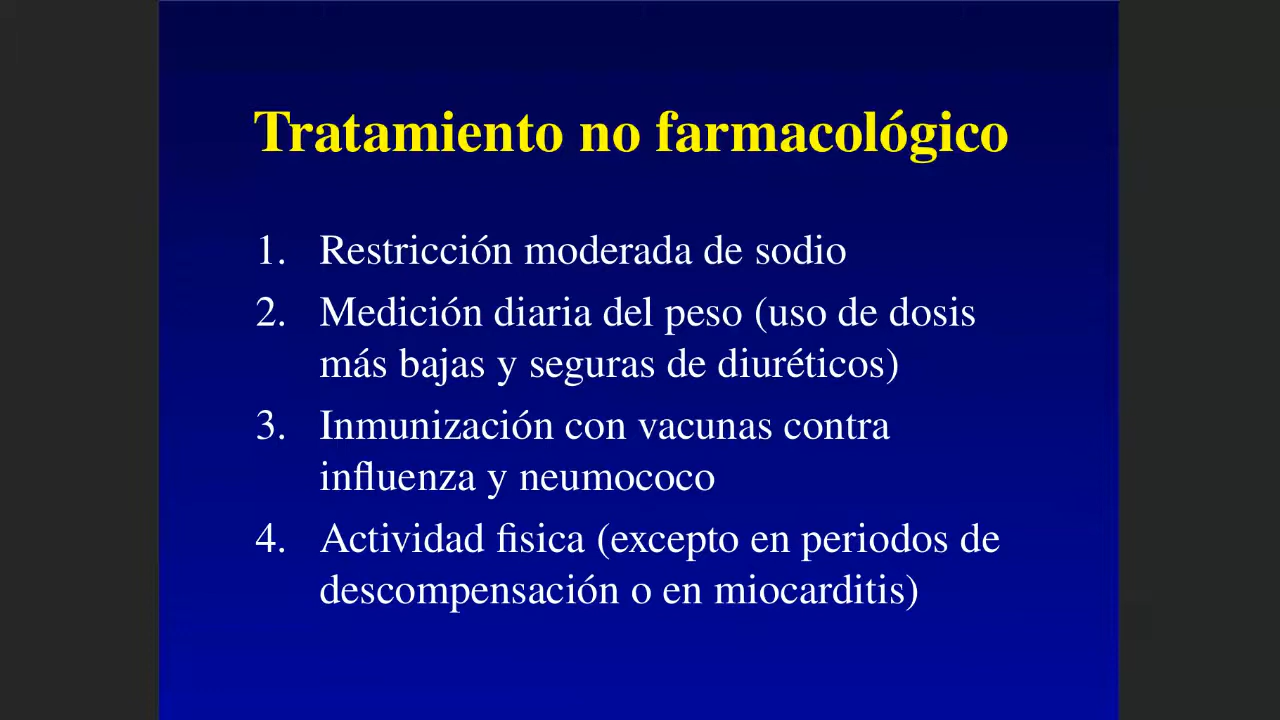 Tratamiento no farmacológico
1. Restricción moderada de sodio
2. Medición diaria del peso (uso de dosis
más bajas y seguras de diuréticos)
3. Inmunización con vacunas contra
influenza y neumococo
4. Actividad fisica (excepto en periodos de
descompensación o en miocarditis)